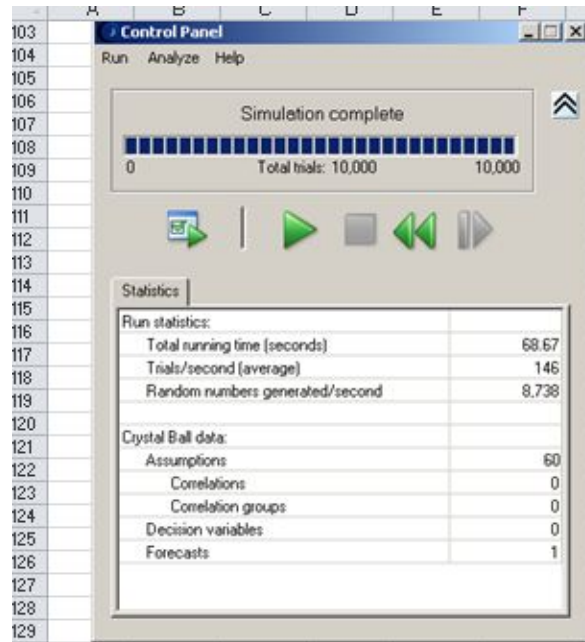 A B C D E F
103
104
105
106
107
108
109
110
111
112
113
114
115
116
117
118
119
120
121
122
123
124
125
126
127
128
129
Control Panel
Run Analyze Help
Simulation complete
0 Total trials: 10,000 10,000
Statistics
Run statistics:
Total running time (seconds) 68.67
Trials/second (average) 146
Random numbers generated/second 8,738
Crystal Ball data:
Assumptions 60
Correlations 0
Correlation groups 0
Decision variables 0
Forecasts 1